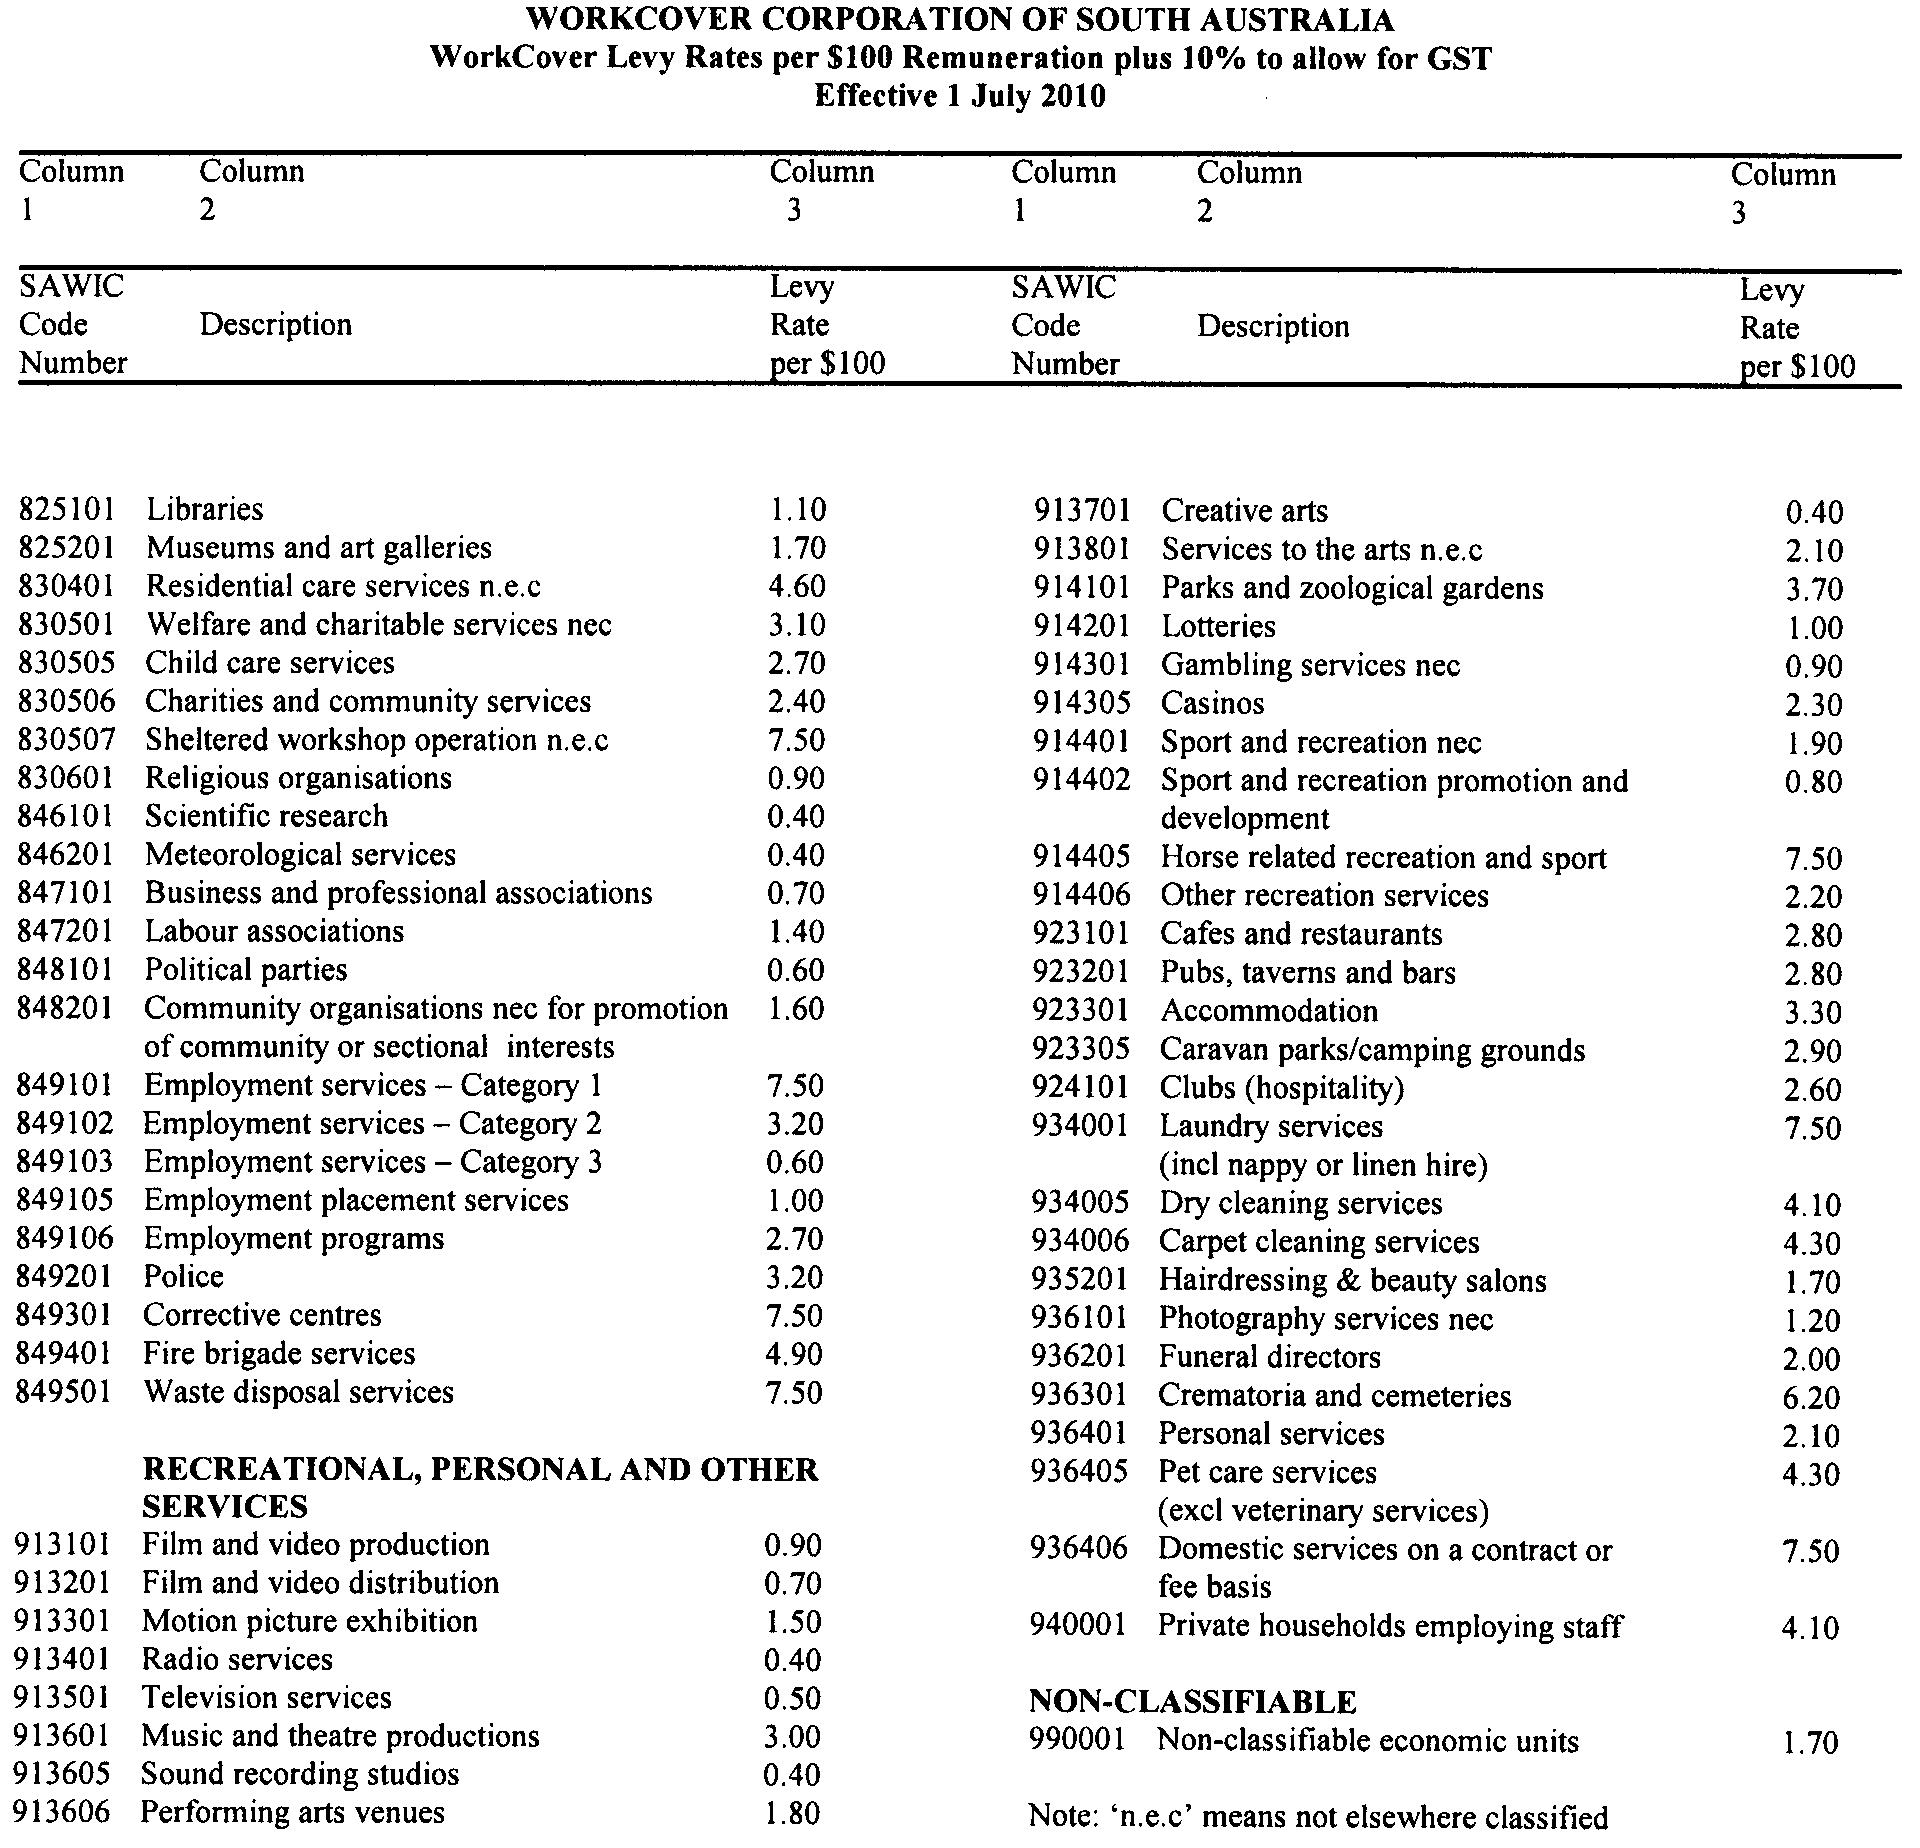 WORKCOVER CORPORATION OF SOUTH AUSTRALIA
WorkCover Levy Rates per $100 Remuneration plus 10% to allow for GST
Effective 1 July 2010
Column Column Column Column Column Column
1 2 3 1 2 3
SAWIC Levy SAWIC Levy
Code Description Rate Code Description Rate
Number per $100 Number per $100
825101 Libraries 1.10
825201 Museums and art galleries 1.70
830401 Residential care services n.e.c 4.60
830501 Welfare and charitable services nec 3.10
830505 Child care services 2.70
830506 Charities and community services 2.40
830507 Sheltered workshop operation n.e.c 7.50
830601 Religious organisations 0.90
846101 Scientific research 0.40
846201 Meteorological services 0.40
847101 Business and professional associations 0.70
847201 Labour associations 1.40
848101 Political parties 0.60
848201 Community organisations nec for promotion 1.60
of community or sectional interests
849101 Employment services – Category 1 7.50
849102 Employment services – Category 2 3.20
849103 Employment services – Category 3 0.60
849105 Employment placement services 1.00
849106 Employment programs 2.70
849201 Police 3.20
849301 Corrective centres 7.50
849401 Fire brigade services 4.90
849501 Waste disposal services 7.50
RECREATIONAL, PERSONAL AND OTHER
SERVICES
913101 Film and video production 0.90
913201 Film and video distribution 0.70
913301 Motion picture exhibition 1.50
913401 Radio services 0.40
913501 Television services 0.50
913601 Music and theatre productions 3.00
913605 Sound recording studios 0.40
913606 Performing arts venues 1.80
913701 Creative arts 0.40
913801 Services to the arts n.e.c 2.10
914101 Parks and zoological gardens 3.70
914201 Lotteries 1.00
914301 Gambling services nec 0.90
914305 Casinos 2.30
914401 Sport and recreation nec 1.90
914402 Sport and recreation promotion and 0.80
development
914405 Horse related recreation and sport 7.50
914406 Other recreation services 2.20
923101 Cafes and restaurants 2.80
923201 Pubs, taverns and bars 2.80
923301 Accommodation 3.30
923305 Caravan parks/camping grounds 2.90
924101 Clubs (hospitality) 2.60
934001 Laundry services 7.50
(incl nappy or linen hire)
934005 Dry cleaning services 4.10
934006 Carpet cleaning services 4.30
935201 Hairdressing & beauty salons 1.70
936101 Photography services nec 1.20
936201 Funeral directors 2.00
936301 Crematoria and cemeteries 6.20
936401 Personal services 2.10
936405 Pet care services 4.30
(excl veterinary services)
936406 Domestic services on a contract or 7.50
fee basis
940001 Private households employing staff 4.10
NON-CLASSIFIABLE
990001 Non-classifiable economic units 1.70
Note: ‘n.e.c’ means not elsewhere classified